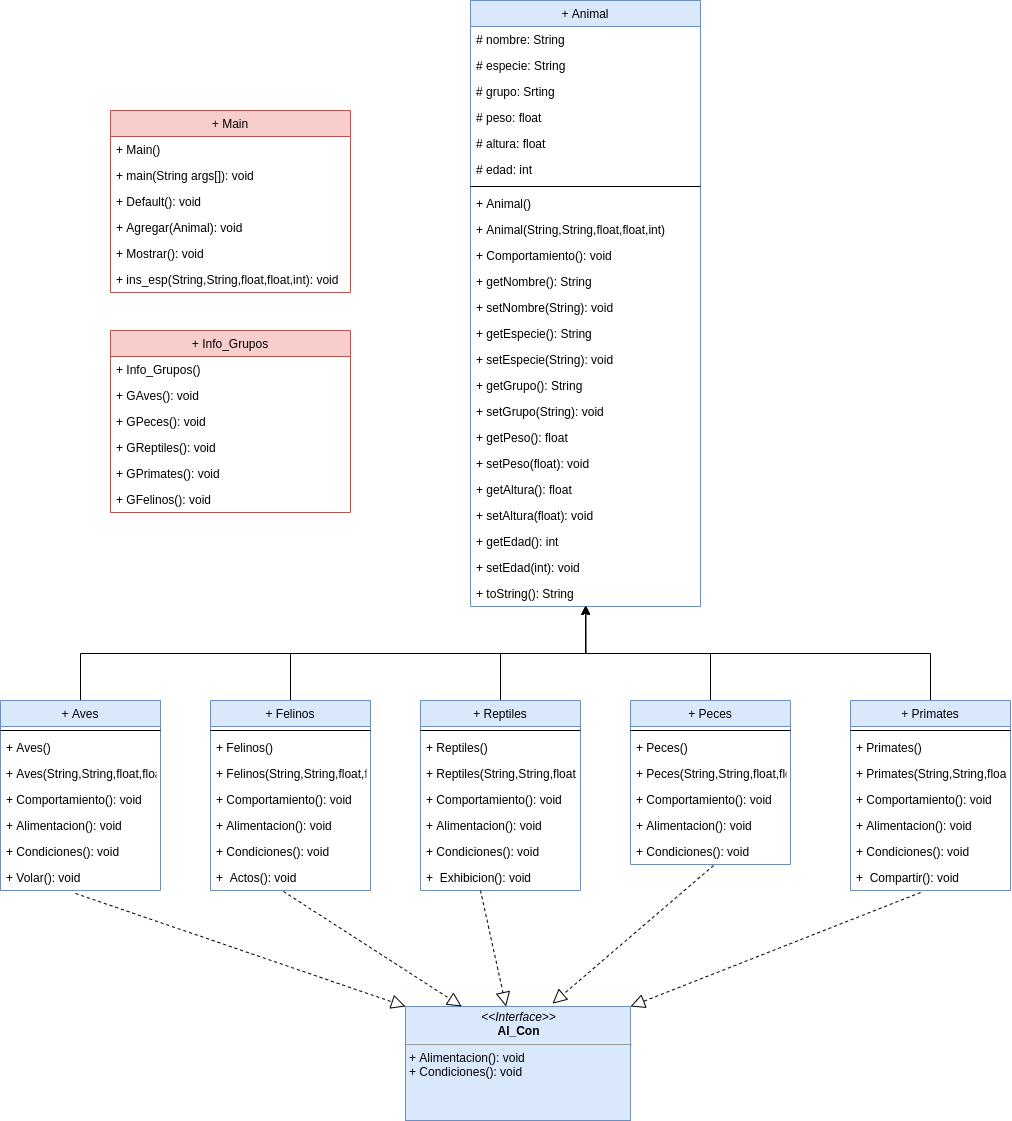 + Animal
# nombre: String
# especie: String
# grupo: Srting
# peso: float
# altura: float
# edad: int
+ Animal()
+ Animal(String,String,float,float,int)
+ Comportamiento(): void
+ getNombre(): String
+ setNombre(String): void
+ getEspecie(): String
+ setEspecie(String): void
+ getGrupo(): String
+ setGrupo(String): void
+ getPeso(): float
+ setPeso(float): void
+ getAltura(): float
+ setAltura(float): void
+ getEdad(): int
+ setEdad(int): void
+ toString(): String
+ Main
+ Main()
+ main(String args[]): void
+ Default(): void
+ Agregar(Animal): void
+ Mostrar(): void
+ ins_esp(String,String,float,float,int): void
+ Info_Grupos
+ Info_Grupos()
+ GAves(): void
+ GPeces(): void
+ GReptiles(): void
+ GPrimates(): void
+ GFelinos(): void
+ Aves
+ Aves()
+ Aves(String,String,float,floa
+ Comportamiento(): void
+ Alimentacion(): void
+ Condiciones(): void
+ Volar(): void
+ Felinos
+ Felinos()
+ Felinos(String,String,float,f
+ Comportamiento(): void
+ Alimentacion(): void
+ Condiciones(): void
+ Actos(): void
+ Reptiles
+ Reptiles()
+ Reptiles(String,String,float
+ Comportamiento(): void
+ Alimentacion(): void
+ Condiciones(): void
+ Exhibicion(): void
+ Peces
+ Peces()
+ Peces(String,String,float,fl
+ Comportamiento(): void
+ Alimentacion(): void
+ Condiciones(): void
+ Primates
+ Primates()
+ Primates(String,String,floa
+ Comportamiento(): void
+ Alimentacion(): void
+ Condiciones(): void
+ Compartir(): void
<<Interface>>
Al_Con
+ Alimentacion(): void
+ Condiciones(): void